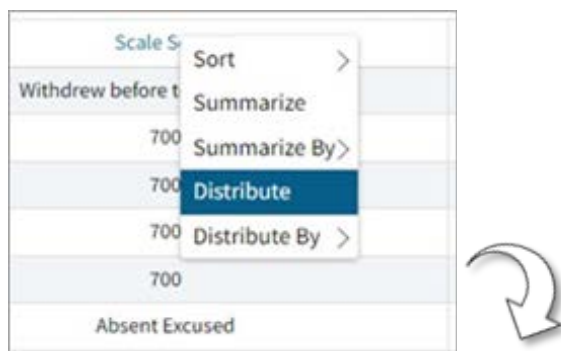 Scale S
Sort >
Withdrew before t
Summarize
700
Summarize By >
700
Distribute
700
Distribute By >
700
Absent Excused